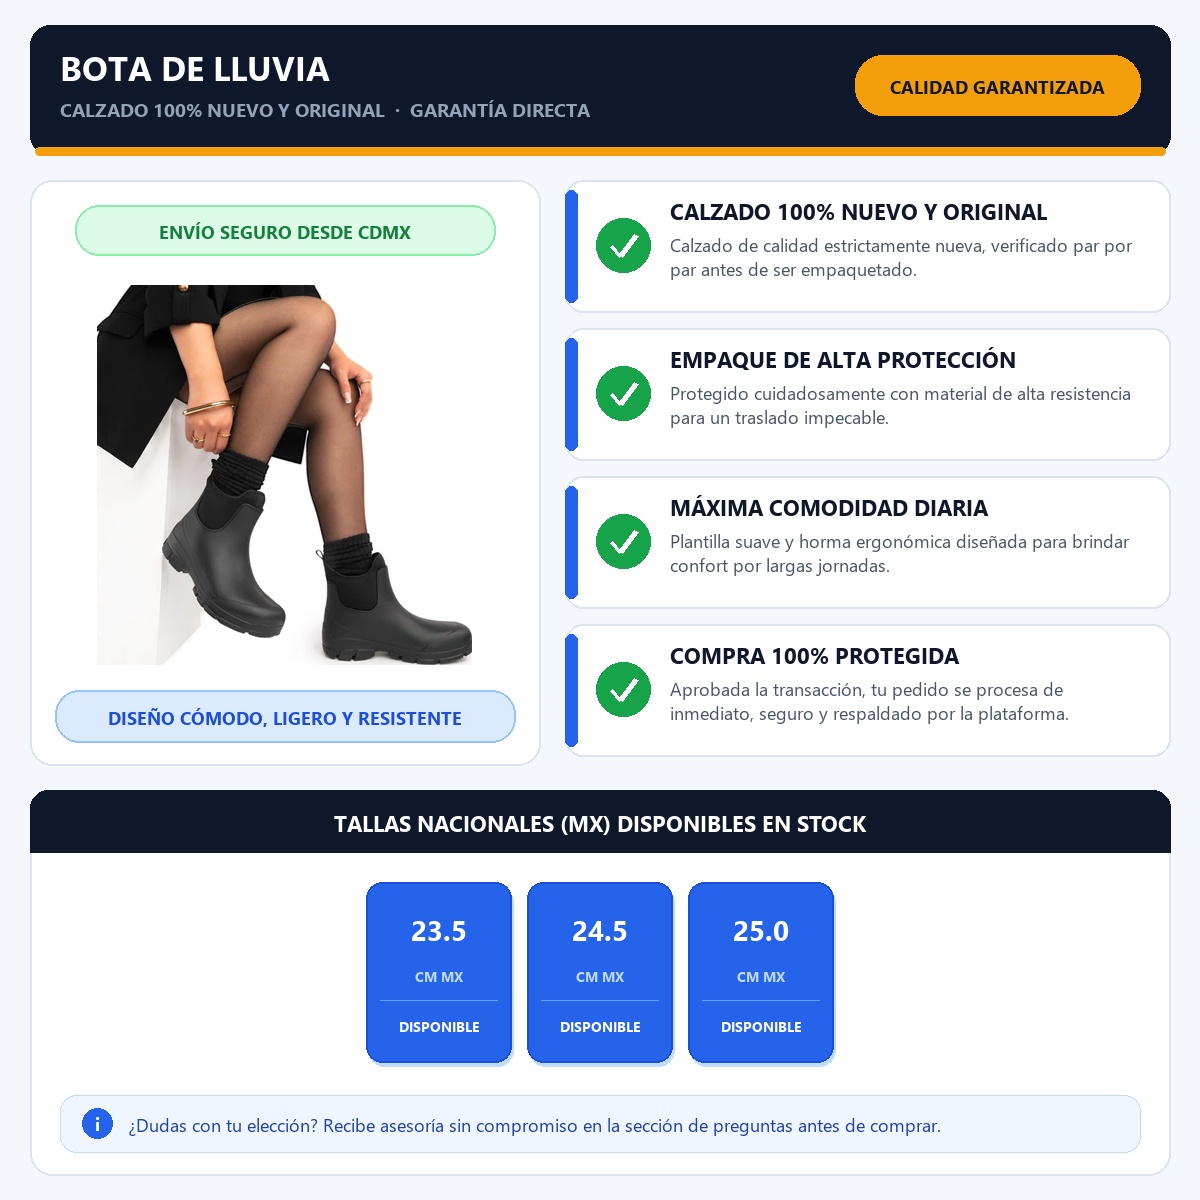 BOTA DE LLUVIA
CALZADO 100% NUEVO Y ORIGINAL · GARANTÍA DIRECTA
CALIDAD GARANTIZADA
ENVÍO SEGURO DESDE CDMX
DISEÑO CÓMODO, LIGERO Y RESISTENTE
CALZADO 100% NUEVO Y ORIGINAL
Calzado de calidad estrictamente nueva, verificado par por
par antes de ser empaquetado.
EMPAQUE DE ALTA PROTECCIÓN
Protegido cuidadosamente con material de alta resistencia
para un traslado impecable.
MÁXIMA COMODIDAD DIARIA
Plantilla suave y horma ergonómica diseñada para brindar
confort por largas jornadas.
COMPRA 100% PROTEGIDA
Aprobada la transacción, tu pedido se procesa de
inmediato, seguro y respaldado por la plataforma.
TALLAS NACIONALES (MX) DISPONIBLES EN STOCK
23.5
CM MX
DISPONIBLE
24.5
CM MX
DISPONIBLE
25.0
CM MX
DISPONIBLE
i
¿Dudas con tu elección? Recibe asesoría sin compromiso en la sección de preguntas antes de comprar.